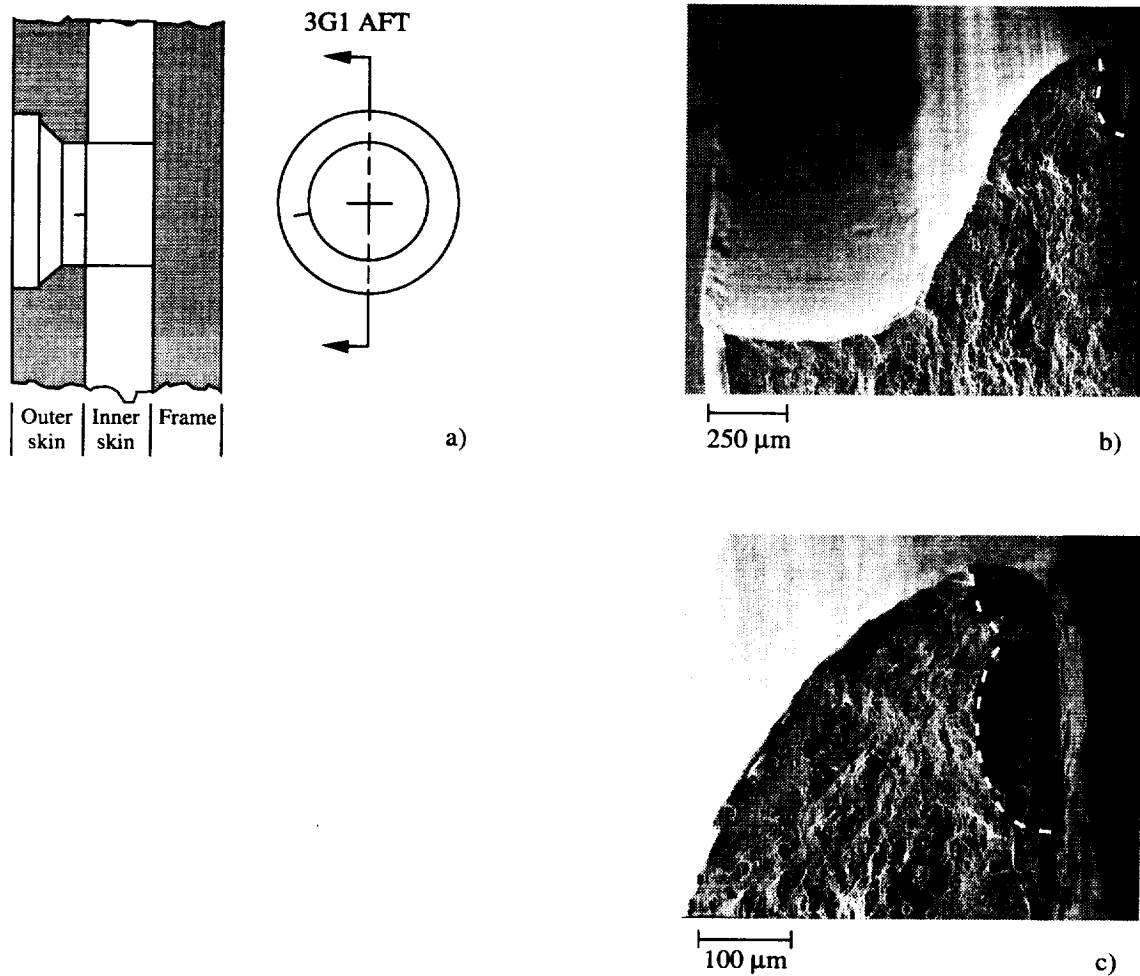 3G1 AFT
Outer skin
Inner skin
Frame
a)
250 μm
b)
100 μm
c)